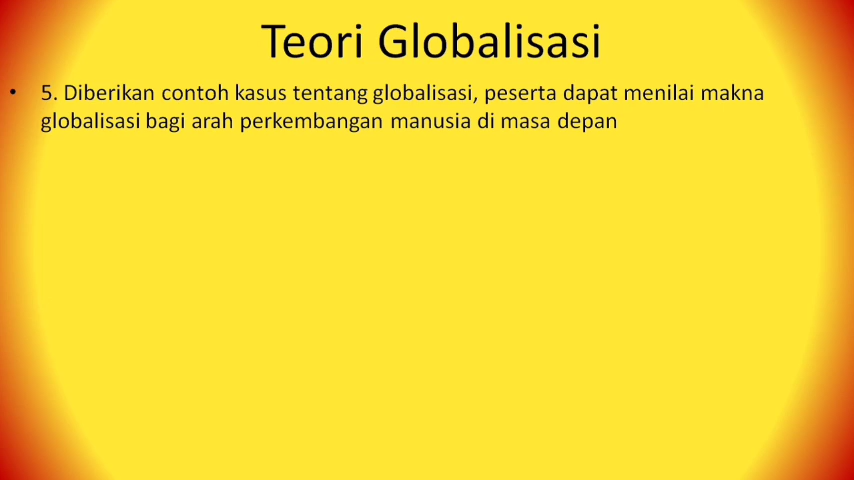 Teori Globalisasi
• 5. Diberikan contoh kasus tentang globalisasi, peserta dapat menilai makna
globalisasi bagi arah perkembangan manusia di masa depan